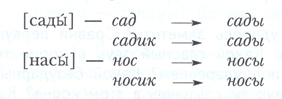 [сады́] — сад → сады
садик → сады
[насы́] — нос → носы
носик → носы